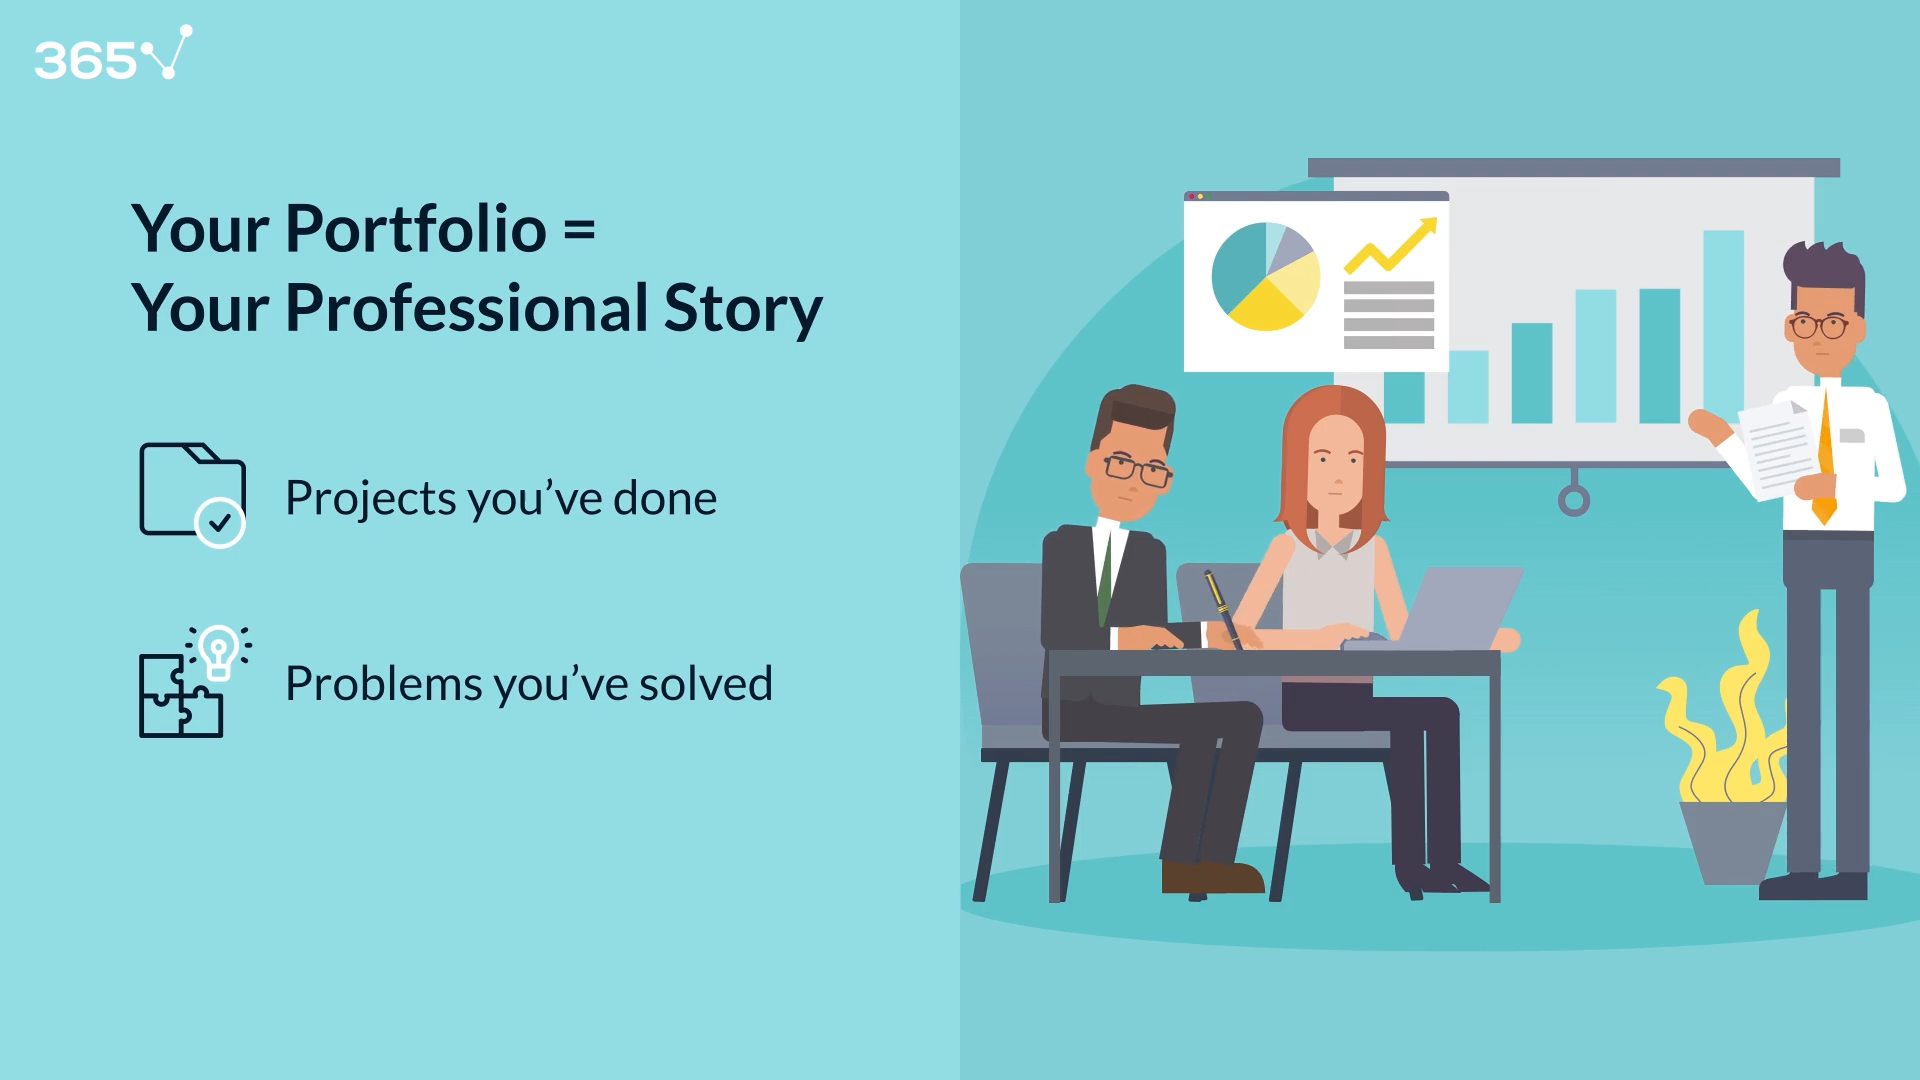 365
Your Portfolio =
Your Professional Story
Projects you’ve done
Problems you’ve solved